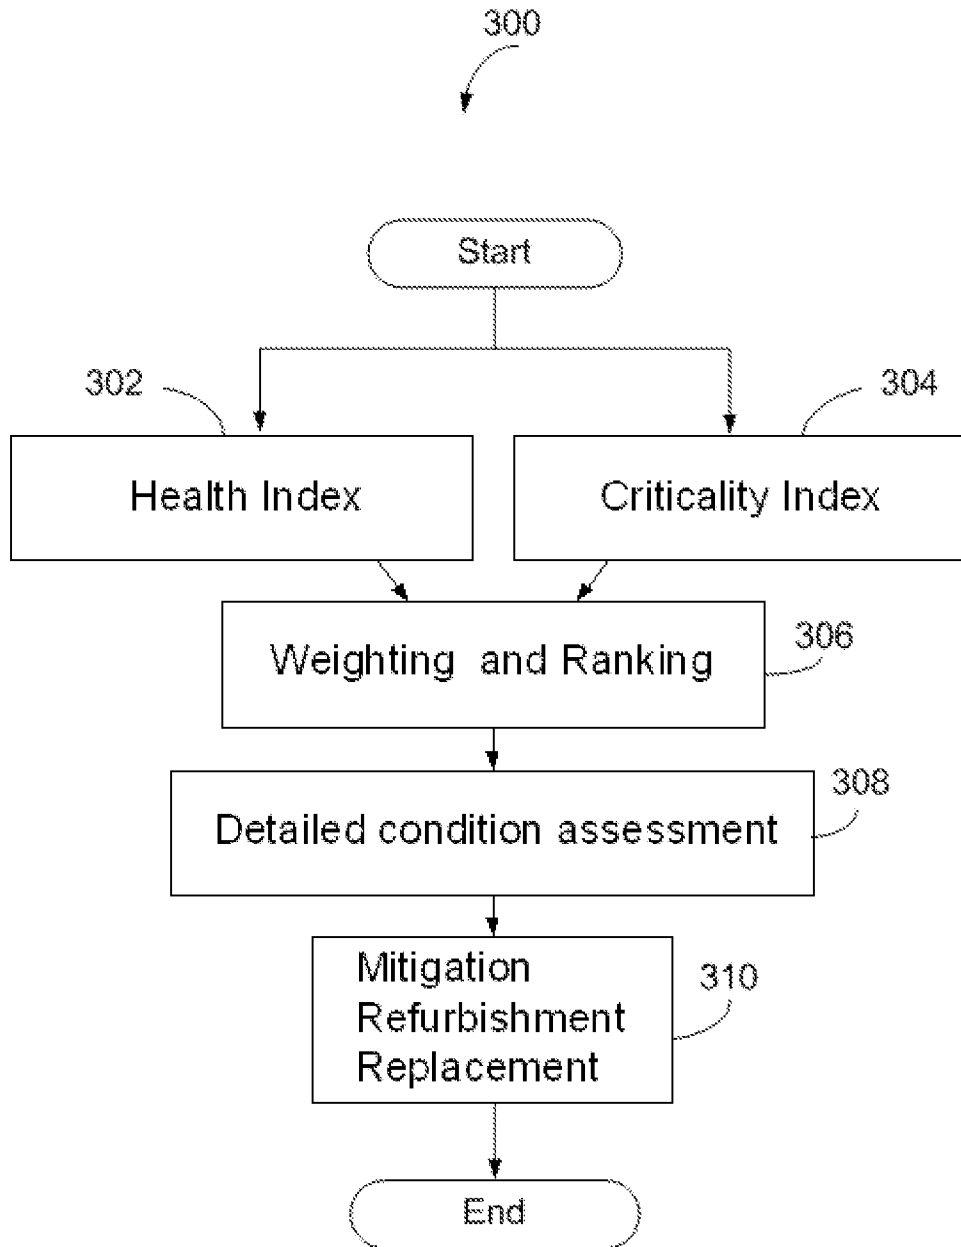 300
Start
302
304
Health Index
Criticality Index
Weighting and Ranking
306
Detailed condition assessment
308
Mitigation
Refurbishment
Replacement
310
End